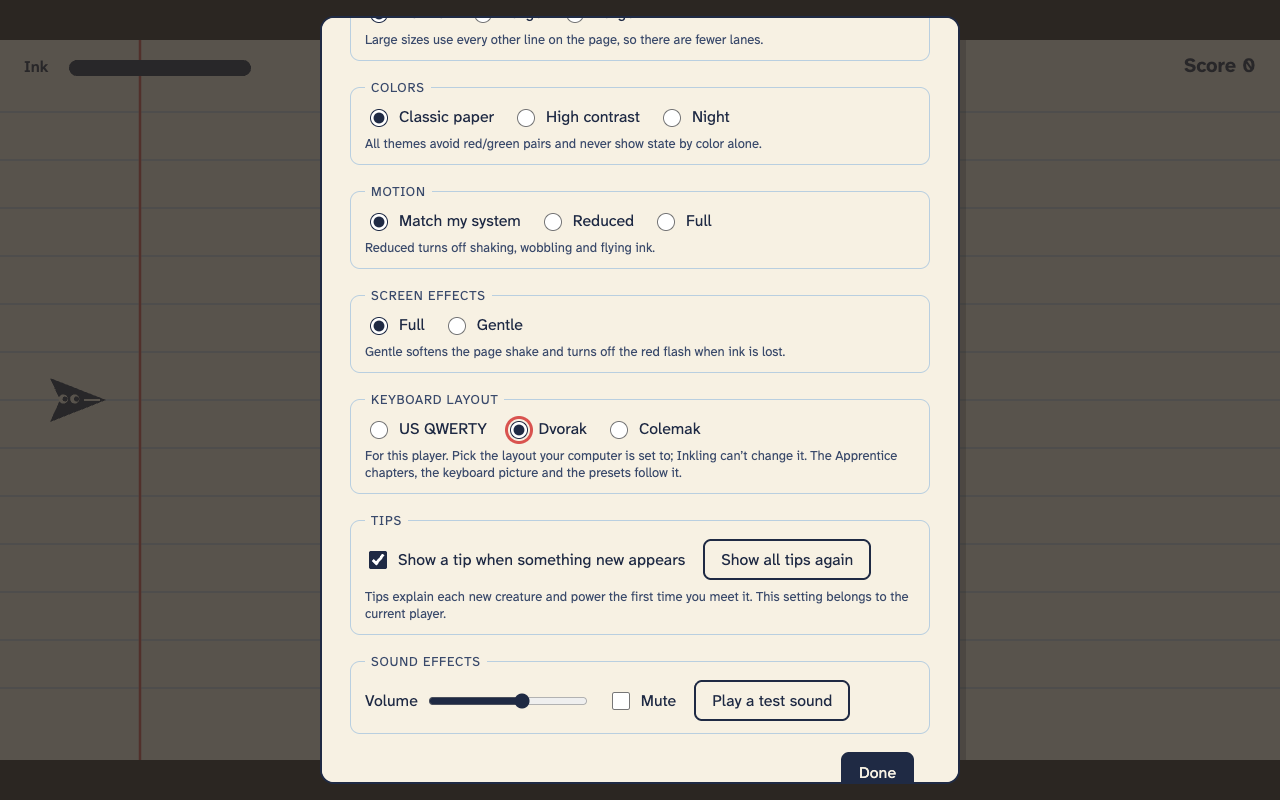 Large sizes use every other line on the page, so there are fewer lanes.
Ink
Score 0
COLORS
Classic paper
High contrast
Night
All themes avoid red/green pairs and never show state by color alone.
MOTION
Match my system
Reduced
Full
Reduced turns off shaking, wobbling and flying ink.
SCREEN EFFECTS
Full
Gentle
Gentle softens the page shake and turns off the red flash when ink is lost.
KEYBOARD LAYOUT
US QWERTY
Dvorak
Colemak
For this player. Pick the layout your computer is set to; Inkling can't change it. The Apprentice
chapters, the keyboard picture and the presets follow it.
TIPS
Show a tip when something new appears
Show all tips again
Tips explain each new creature and power the first time you meet it. This setting belongs to the
current player.
SOUND EFFECTS
Volume
Mute
Play a test sound
Done